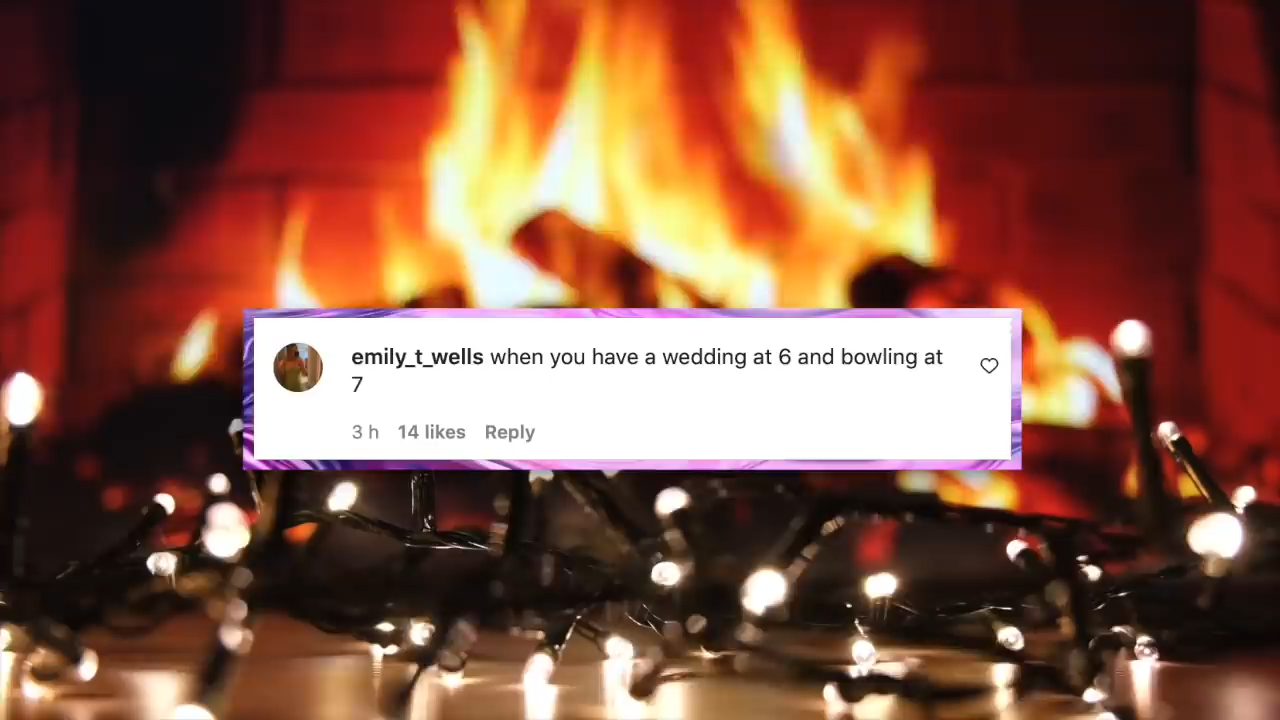 emily_t_wells when you have a wedding at 6 and bowling at
7
3 h 14 likes Reply